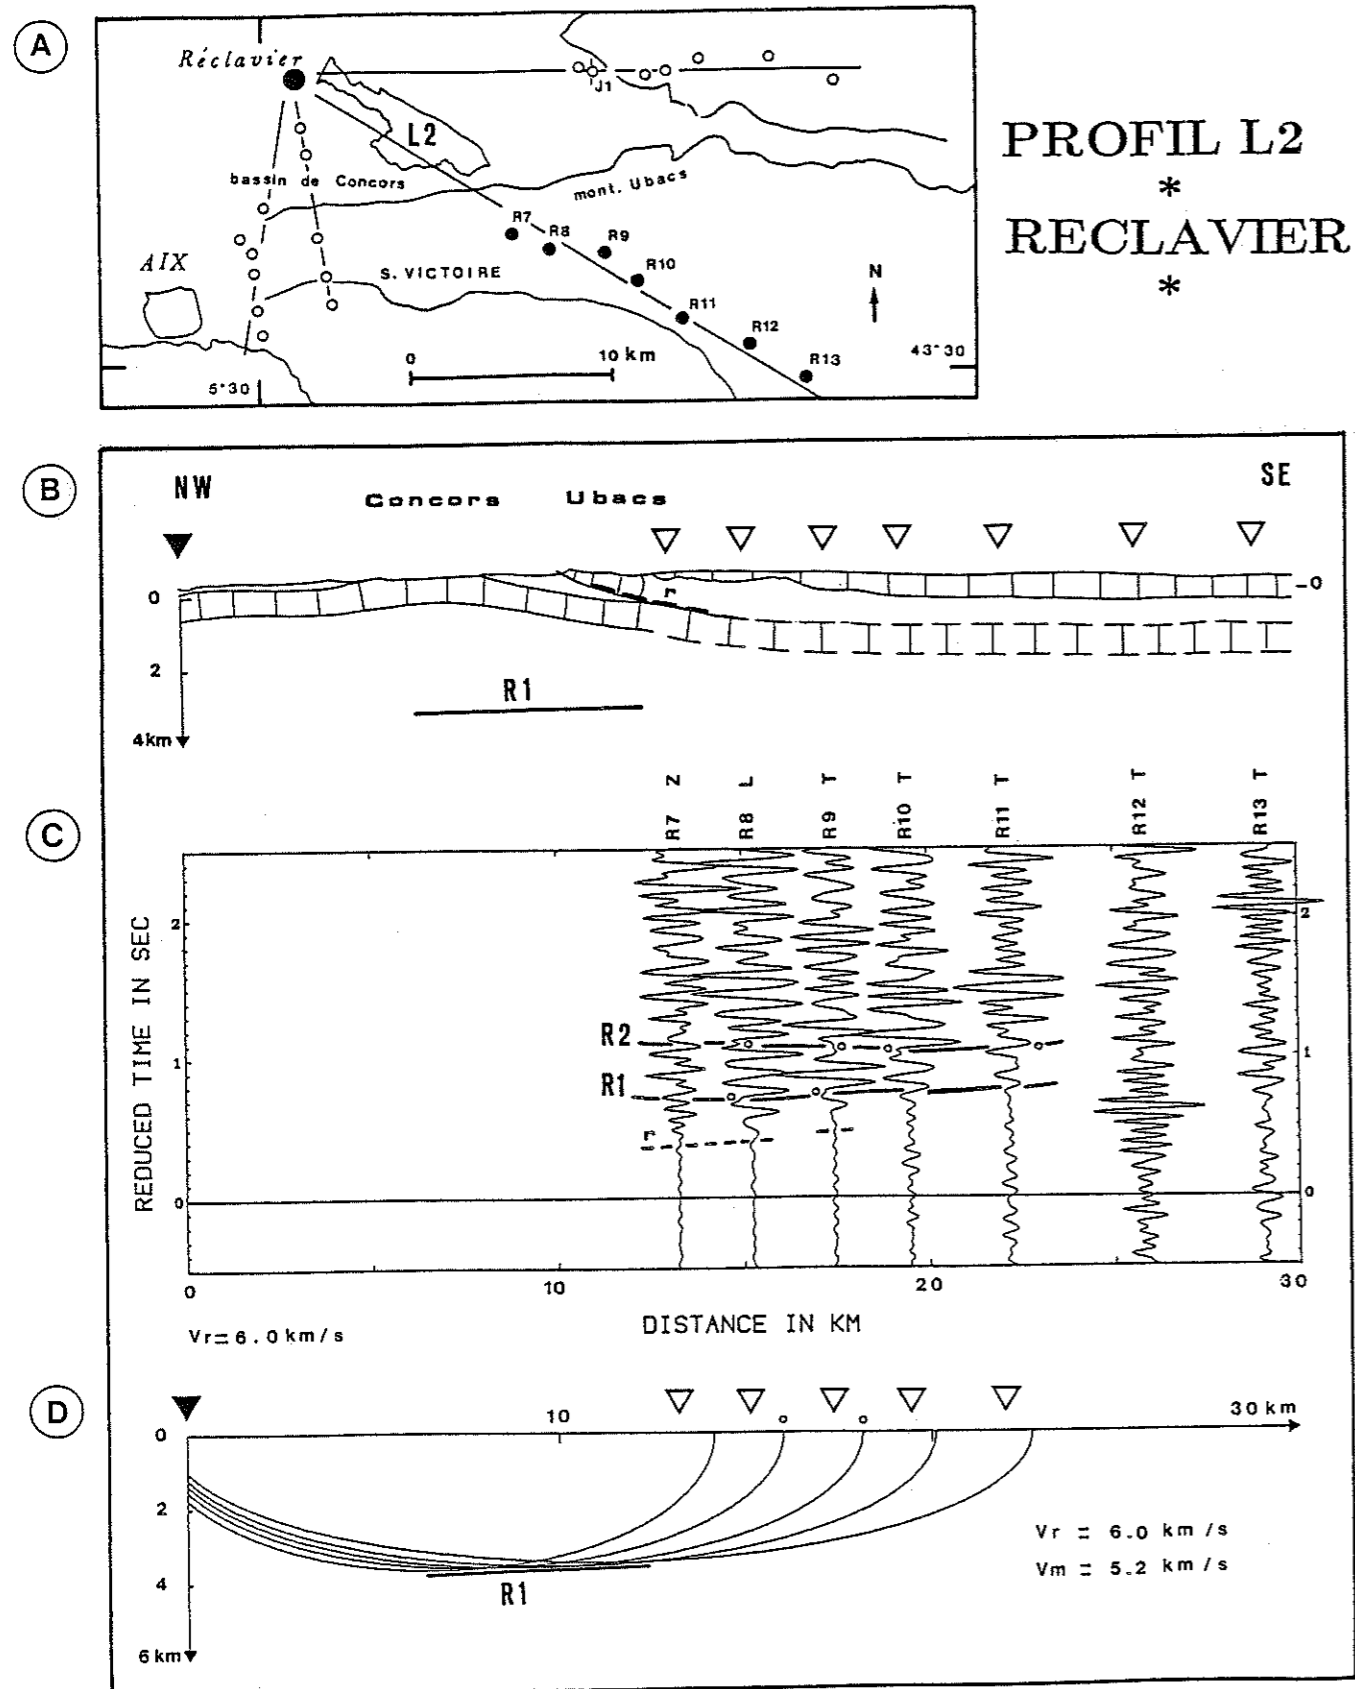 A
Réclavier
J1
L2
bassin de Concors
mont. Ubacs
R7
R8
R9
R10
R11
R12
R13
AIX
S. VICTOIRE
N
0
10 km
5°30
43°30
PROFIL L2
*
RECLAVIER
*
B
NW
SE
Concors
Ubacs
0
r
-0
2
R1
4km
C
R7 Z
R8 L
R9 T
R10 T
R11 T
R12 T
R13 T
REDUCED TIME IN SEC
2
2
R2
1
1
R1
r
0
0
0
10
20
30
DISTANCE IN KM
Vr= 6.0 km/s
D
10
30 km
0
2
4
R1
6km
Vr = 6.0 km/s
Vm = 5.2 km/s